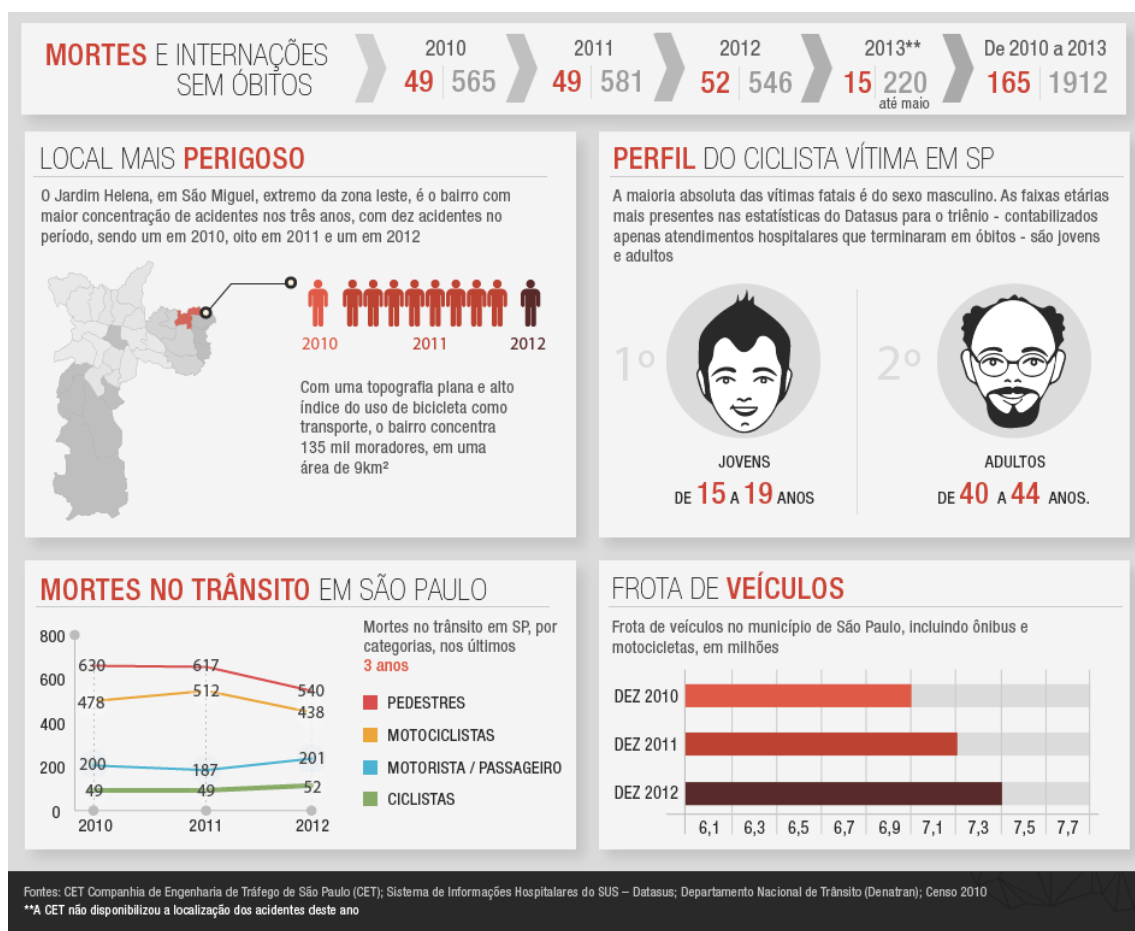 MORTES E INTERNAÇÕES
SEM ÓBITOS
2010
49 565
2011
49 581
2012
52 546
2013**
15 220
até maio
De 2010 a 2013
165 1912
LOCAL MAIS PERIGOSO
O Jardim Helena, em São Miguel, extremo da zona leste, é o bairro com
maior concentração de acidentes nos três anos, com dez acidentes no
período, sendo um em 2010, oito em 2011 e um em 2012
2010
2011
2012
Com uma topografia plana e alto
índice do uso de bicicleta como
transporte, o bairro concentra
135 mil moradores, em uma
área de 9km²
PERFIL DO CICLISTA VÍTIMA EM SP
A maioria absoluta das vítimas fatais é do sexo masculino. As faixas etárias
mais presentes nas estatísticas do Datasus para o triênio - contabilizados
apenas atendimentos hospitalares que terminaram em óbitos - são jovens
e adultos
1º
JOVENS
DE 15 A 19 ANOS
2º
ADULTOS
DE 40 A 44 ANOS.
MORTES NO TRÂNSITO EM SÃO PAULO
800
600
400
200
0
630
617
540
478
512
438
200
187
201
49
49
52
2010
2011
2012
Mortes no trânsito em SP, por
categorias, nos últimos
3 anos
PEDESTRES
MOTOCICLISTAS
MOTORISTA / PASSAGEIRO
CICLISTAS
FROTA DE VEÍCULOS
Frota de veículos no município de São Paulo, incluindo ônibus e
motocicletas, em milhões
DEZ 2010
DEZ 2011
DEZ 2012
6,1 6,3 6,5 6,7 6,9 7,1 7,3 7,5 7,7
Fontes: CET Companhia de Engenharia de Tráfego de São Paulo (CET); Sistema de Informações Hospitalares do SUS – Datasus; Departamento Nacional de Trânsito (Denatran); Censo 2010
**A CET não disponibilizou a localização dos acidentes deste ano